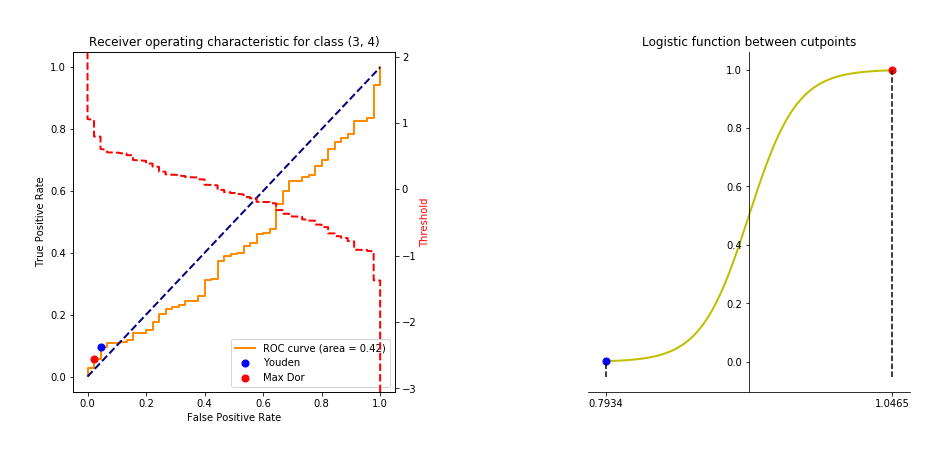 Receiver operating characteristic for class (3, 4)
1.0
0.8
0.6
0.4
0.2
0.0
True Positive Rate
0.0 0.2 0.4 0.6 0.8 1.0
False Positive Rate
2
1
0
−1
−2
−3
Threshold
ROC curve (area = 0.42)
Youden
Max Dor
Logistic function between cutpoints
1.0
0.8
0.6
0.4
0.2
0.0
0.7934 1.0465